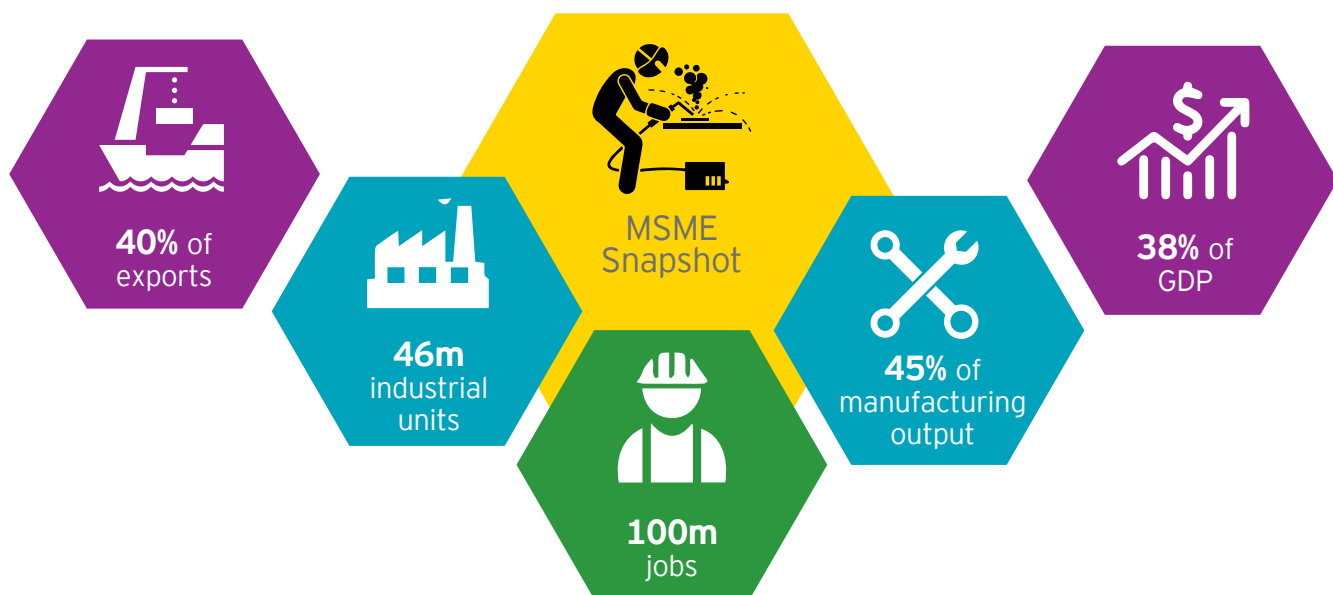 MSME
Snapshot
40% of
exports
46m
industrial
units
100m
jobs
45% of
manufacturing
output
38% of
GDP